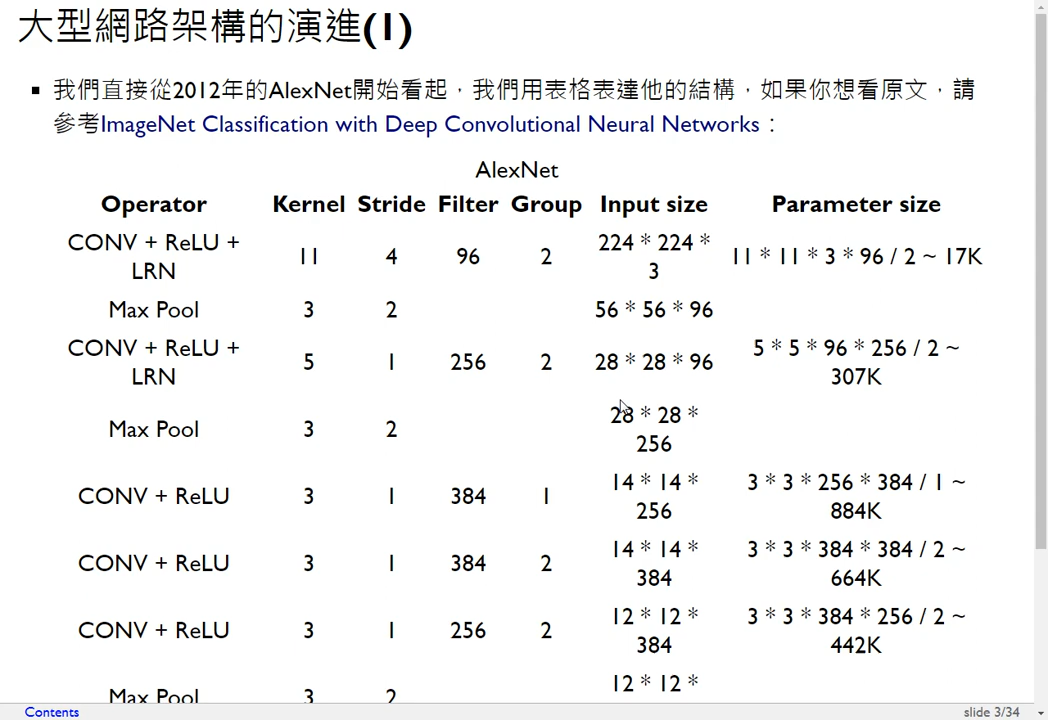 大型網路架構的演進(1)
我們直接從2012年的AlexNet開始看起，我們用表格表達他的結構，如果你想看原文，請
參考ImageNet Classification with Deep Convolutional Neural Networks：
AlexNet
Operator Kernel Stride Filter Group Input size Parameter size
CONV + ReLU + LRN 11 4 96 2 224 * 224 * 3 11 * 11 * 3 * 96 / 2 ~ 17K
Max Pool 3 2 56 * 56 * 96
CONV + ReLU + LRN 5 1 256 2 28 * 28 * 96 5 * 5 * 96 * 256 / 2 ~ 307K
Max Pool 3 2 28 * 28 * 256
CONV + ReLU 3 1 384 1 14 * 14 * 256 3 * 3 * 256 * 384 / 1 ~ 884K
CONV + ReLU 3 1 384 2 14 * 14 * 384 3 * 3 * 384 * 384 / 2 ~ 664K
CONV + ReLU 3 1 256 2 12 * 12 * 384 3 * 3 * 384 * 256 / 2 ~ 442K
Max Pool 3 2 12 * 12 *
Contents slide 3/34